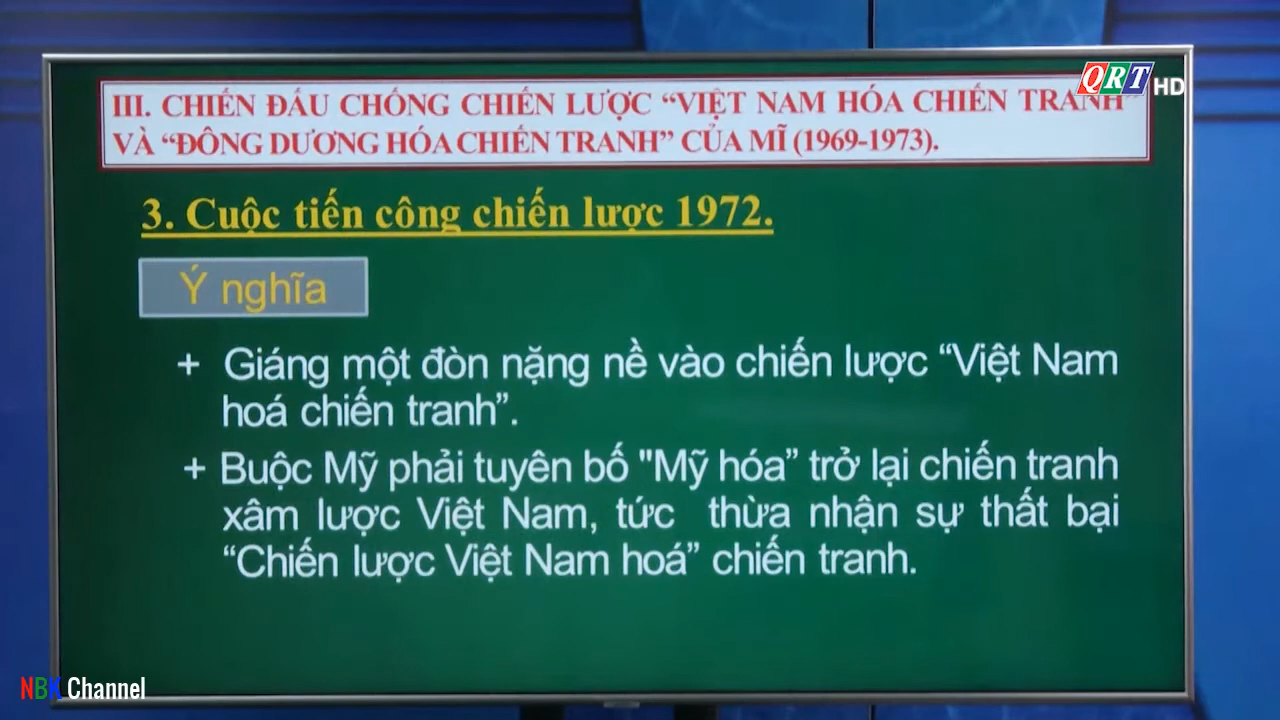 QRT HD
III. CHIẾN ĐẤU CHỐNG CHIẾN LƯỢC “VIỆT NAM HÓA CHIẾN TRANH”
VÀ “ĐÔNG DƯƠNG HÓA CHIẾN TRANH” CỦA MĨ (1969-1973).
3. Cuộc tiến công chiến lược 1972.
Ý nghĩa
+ Giáng một đòn nặng nề vào chiến lược “Việt Nam
hoá chiến tranh”.
+ Buộc Mỹ phải tuyên bố "Mỹ hóa” trở lại chiến tranh
xâm lược Việt Nam, tức thừa nhận sự thất bại
“Chiến lược Việt Nam hoá” chiến tranh.
NBK Channel